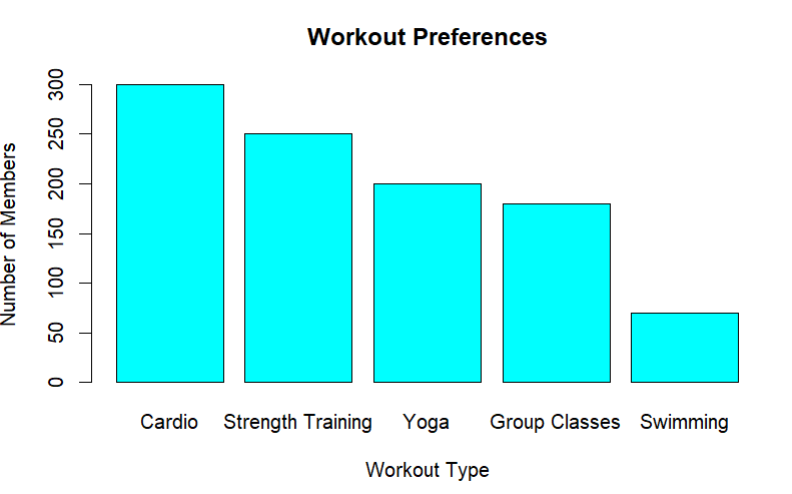 Workout Preferences
Number of Members
300
250
200
150
100
50
0
Cardio Strength Training Yoga Group Classes Swimming
Workout Type